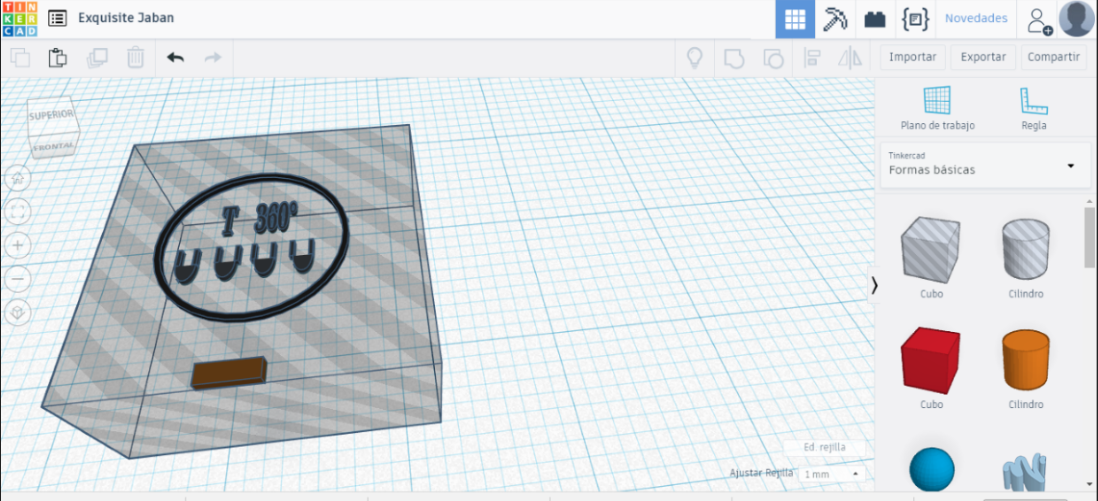 TIN
KER
CAD
Exquisite Jaban
Novedades
Importar
Exportar
Compartir
SUPERIOR
FRONTAL
Plano de trabajo
Regla
Tinkercad
Formas básicas
T 360°
Cubo
Cilindro
Cubo
Cilindro
Ed. rejilla
Ajustar Rejilla
1 mm